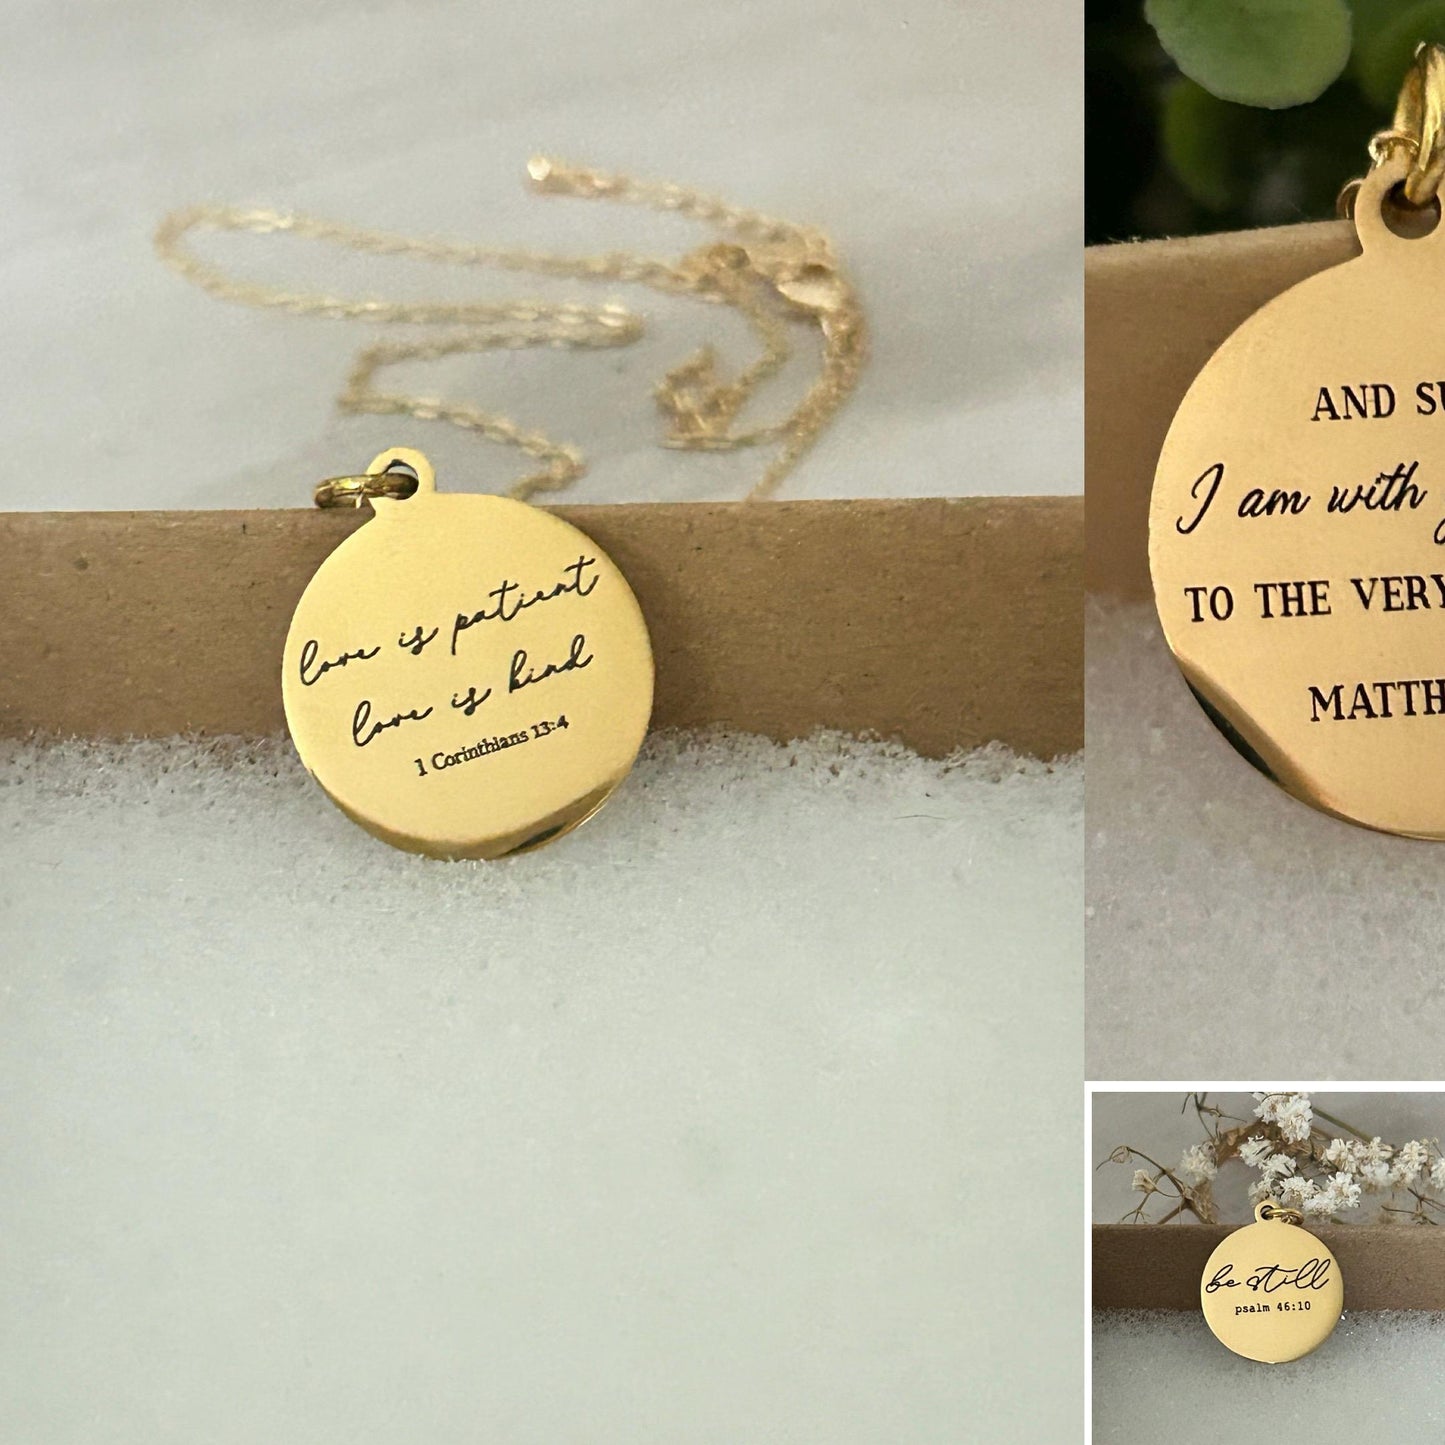 love is patient
love is kind
1 Corinthians 13:4
AND SU
I am with
TO THE VERY
MATTH
be still
psalm 46:10